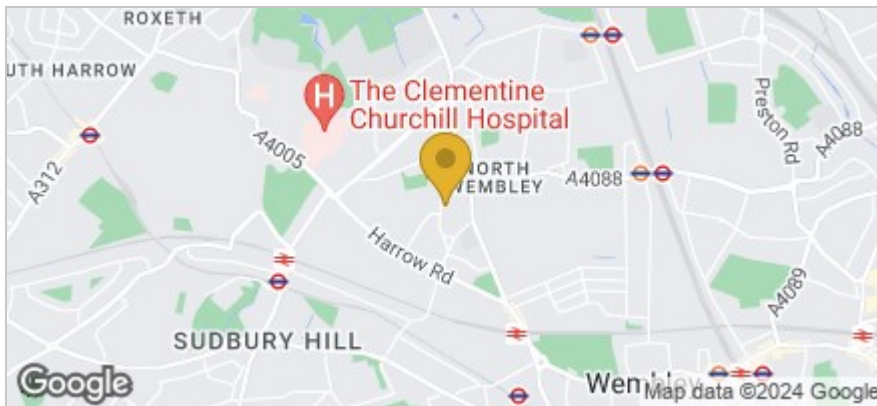 ROXETH
UTH HARROW
The Clementine
Churchill Hospital
H
Preston Rd
A4088
A4005
A312
NORTH
WEMBLEY
A4088
Harrow Rd
A4089
SUDBURY HILL
Google
Map data ©2024 Google